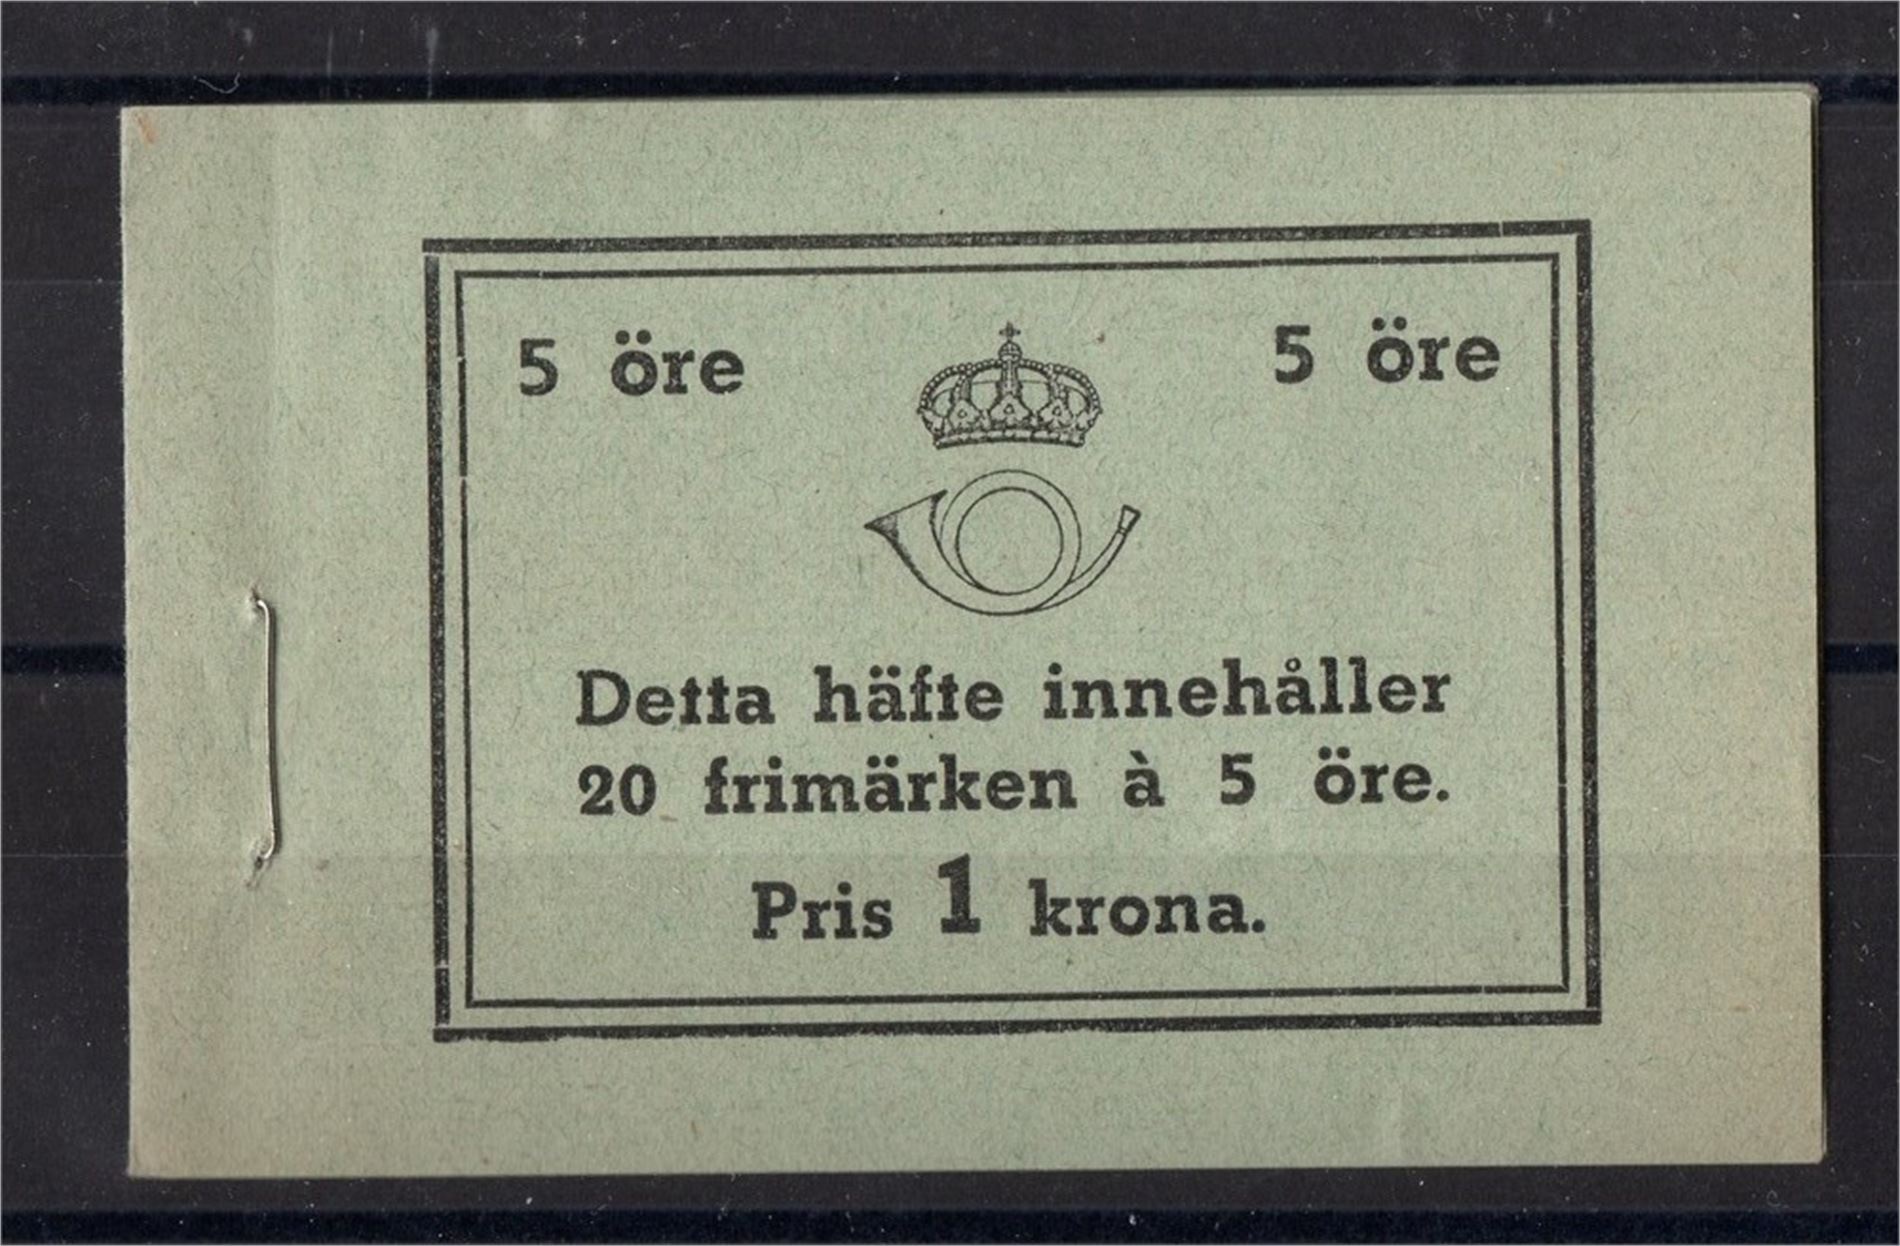 5 öre 5 öre
Detta häfte innehåller
20 frimärken à 5 öre.
Pris 1 krona.